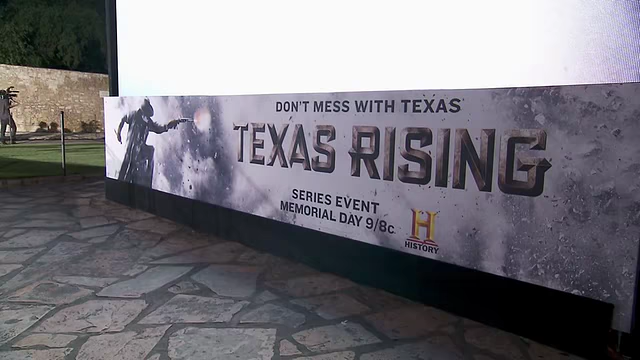 DON'T MESS WITH TEXAS
TEXAS RISING
SERIES EVENT
MEMORIAL DAY 9/8c
H
HISTORY